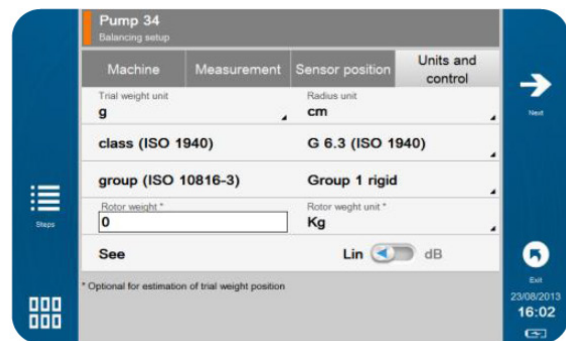 Pump 34
Balancing setup
Machine
Measurement
Sensor position
Units and
control
Trial weight unit
g
Radius unit
cm
class (ISO 1940)
G 6.3 (ISO 1940)
group (ISO 10816-3)
Group 1 rigid
Rotor weight *
0
Rotor weght unit *
Kg
See
Lin
dB
* Optional for estimation of trial weight position
Steps
Next
Exit
23/08/2013
16:02